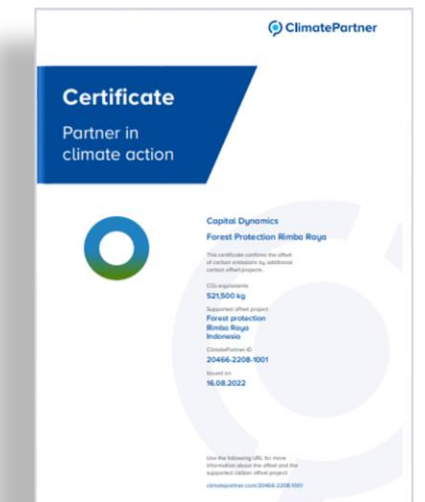 ClimatePartner
Certificate
Partner in
climate action
Capital Dynamics
Forest Protection Rimba Raya
This certificate confirms the offset
of carbon emissions by additional
carbon offset projects.
CO₂ equivalents
521,500 kg
Supported offset project
Forest protection
Rimba Raya
Indonesia
ClimatePartner-ID
20466-2208-1001
Issued on
16.08.2022
Use the following URL for more
information about the offset and the
supported carbon offset project:
climatepartner.com/20466-2208-1001